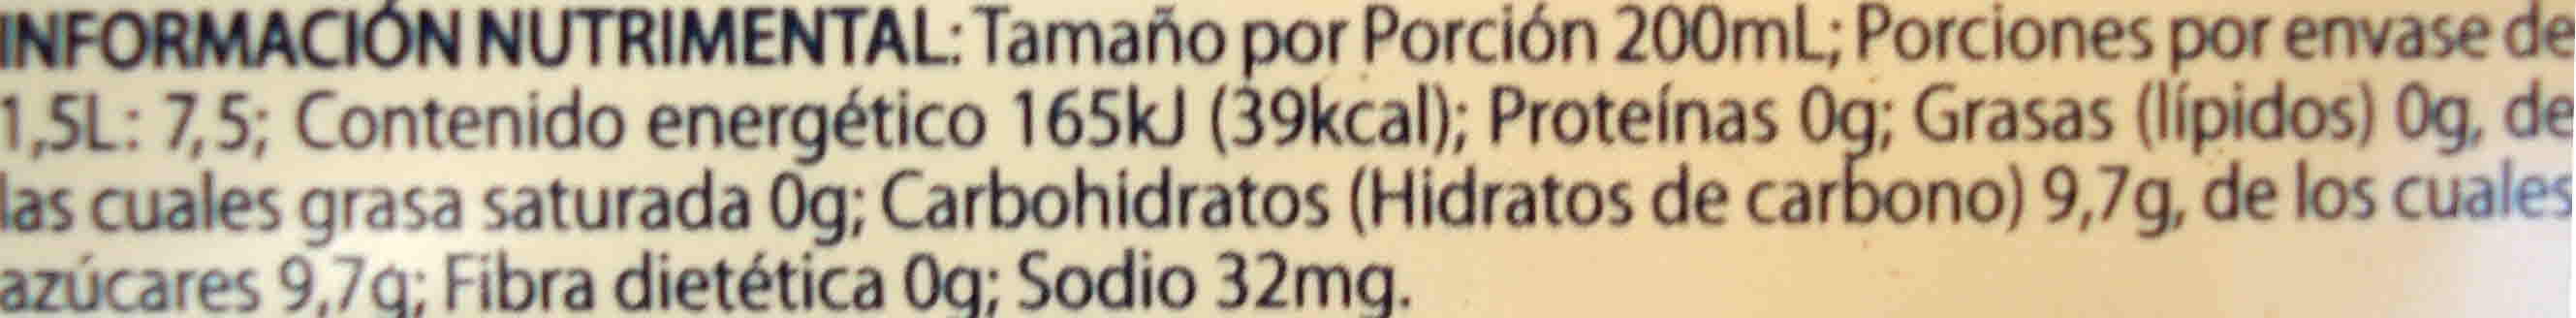 INFORMACIÓN NUTRIMENTAL: Tamaño por Porción 200mL; Porciones por envase de
1,5L: 7,5; Contenido energético 165kJ (39kcal); Proteínas 0g; Grasas (lípidos) 0g, de
las cuales grasa saturada 0g; Carbohidratos (Hidratos de carbono) 9,7g, de los cuales
azúcares 9,7g; Fibra dietética 0g; Sodio 32mg.